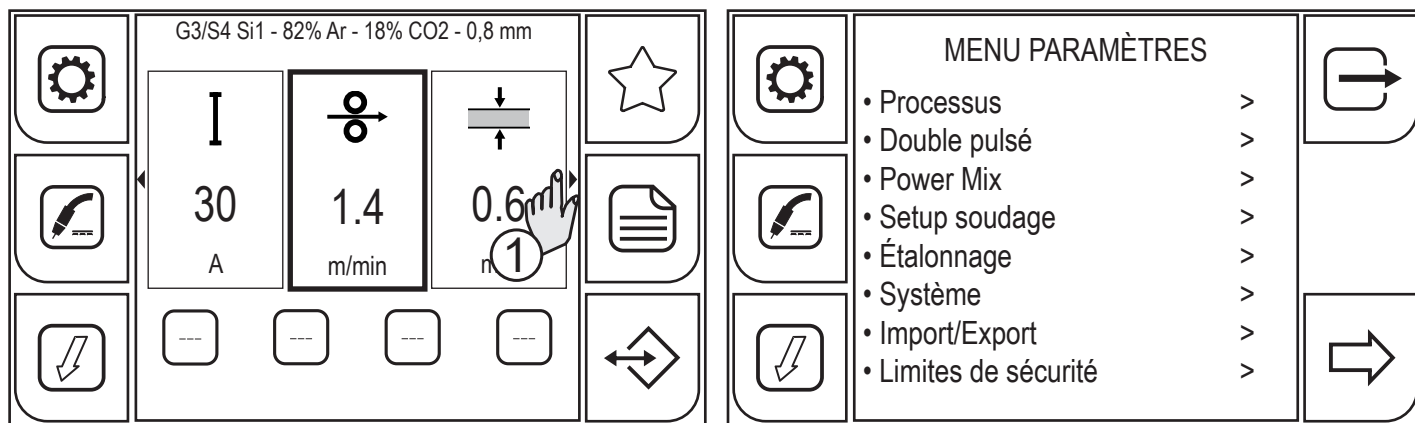 G3/S4 Si1 - 82% Ar - 18% CO2 - 0,8 mm
30
1.4
0.6
A
m/min
1
---
---
---
---
MENU PARAMÈTRES
• Processus >
• Double pulsé >
• Power Mix >
• Setup soudage >
• Étalonnage >
• Système >
• Import/Export >
• Limites de sécurité >